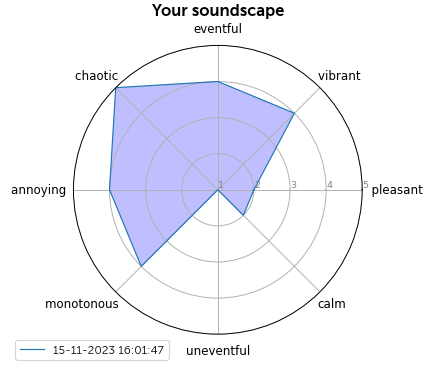 Your soundscape
eventful
chaotic
vibrant
annoying
1
2
3
4
5
pleasant
monotonous
calm
uneventful
15-11-2023 16:01:47